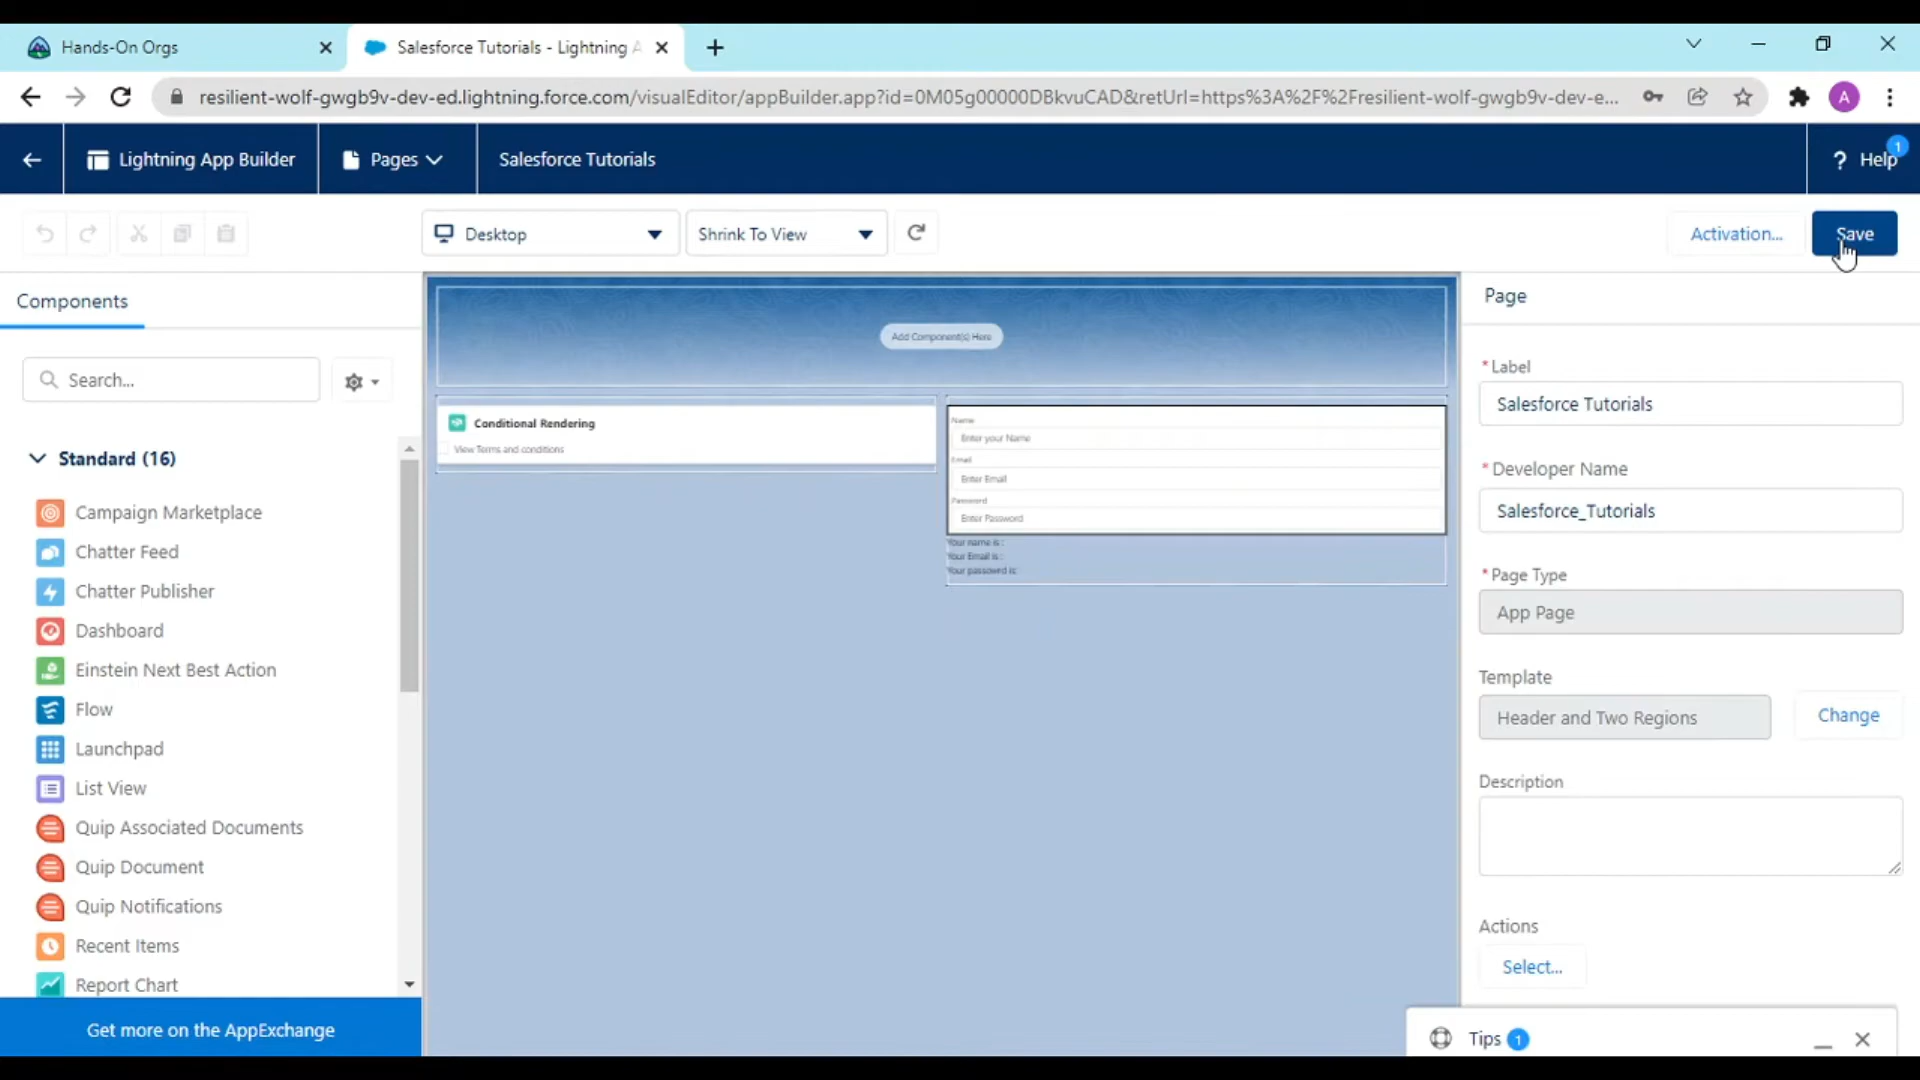 Hands-On Orgs
Salesforce Tutorials - Lightning A
resilient-wolf-gwgb9v-dev-ed.lightning.force.com/visualEditor/appBuilder.app?id=0M05g00000DBkvuCAD&retUrl=https%3A%2F%2Fresilient-wolf-gwgb9v-dev-e...
A
Lightning App Builder
Pages
Salesforce Tutorials
? Help
1
Desktop
Shrink To View
Activation...
Save
Components
Search...
Standard (16)
Campaign Marketplace
Chatter Feed
Chatter Publisher
Dashboard
Einstein Next Best Action
Flow
Launchpad
List View
Quip Associated Documents
Quip Document
Quip Notifications
Recent Items
Report Chart
Get more on the AppExchange
Add Component(s) Here
Conditional Rendering
View Terms and conditions
Name
Enter your Name
Email
Enter Email
Password
Enter Password
Your name is :
Your Email is :
Your passowrd is:
Page
* Label
Salesforce Tutorials
* Developer Name
Salesforce_Tutorials
* Page Type
App Page
Template
Header and Two Regions
Change
Description
Actions
Select...
Tips 1